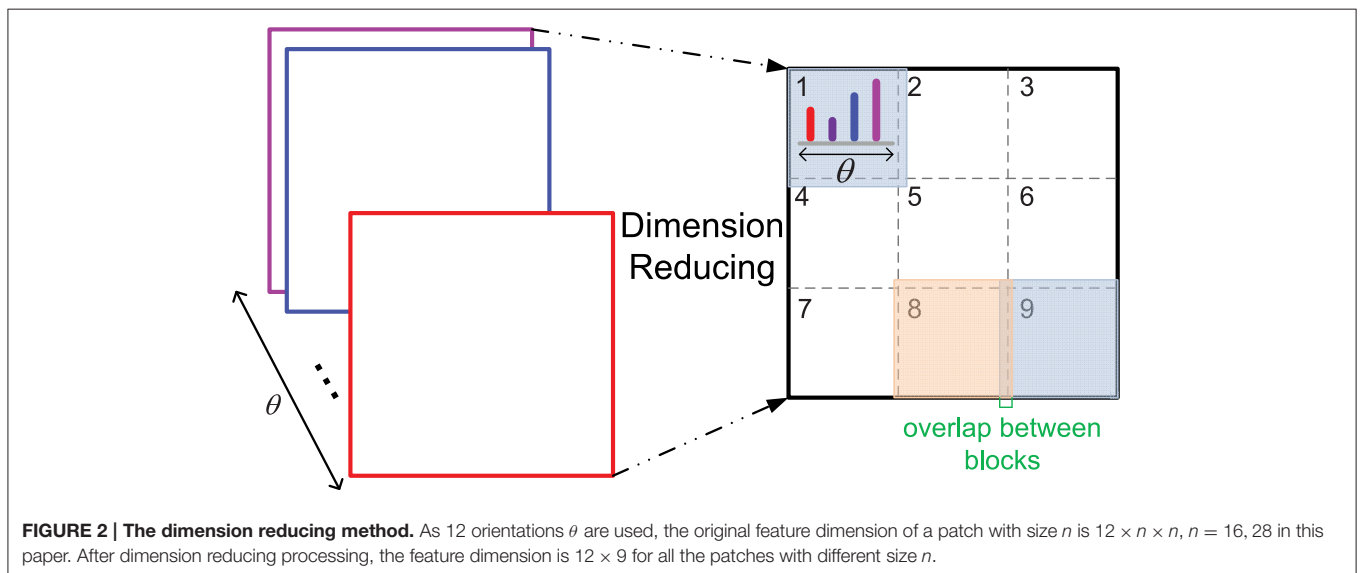 θ
Dimension
Reducing
1
2
3
θ
4
5
6
7
8
9
overlap between
blocks
FIGURE 2 | The dimension reducing method. As 12 orientations θ are used, the original feature dimension of a patch with size n is 12 × n × n, n = 16, 28 in this
paper. After dimension reducing processing, the feature dimension is 12 × 9 for all the patches with different size n.